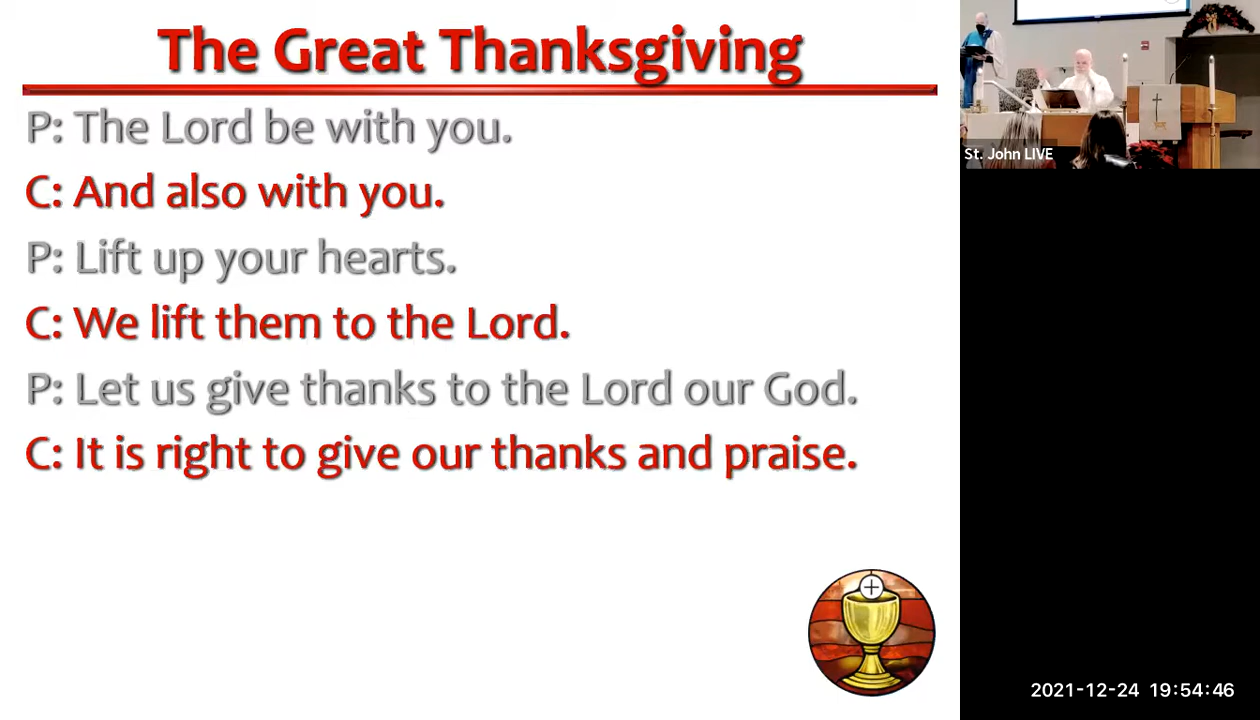 The Great Thanksgiving
P: The Lord be with you.
C: And also with you.
P: Lift up your hearts.
C: We lift them to the Lord.
P: Let us give thanks to the Lord our God.
C: It is right to give our thanks and praise.
St. John LIVE
2021-12-24 19:54:46